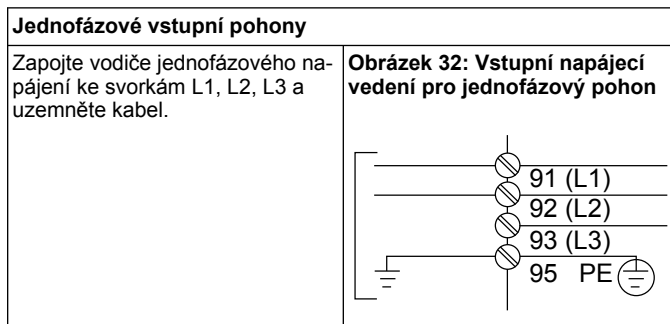 Jednofázové vstupní pohony
Zapojte vodiče jednofázového na-
pájení ke svorkám L1, L2, L3 a
uzemněte kabel.
Obrázek 32: Vstupní napájecí
vedení pro jednofázový pohon
91 (L1)
92 (L2)
93 (L3)
95 PE